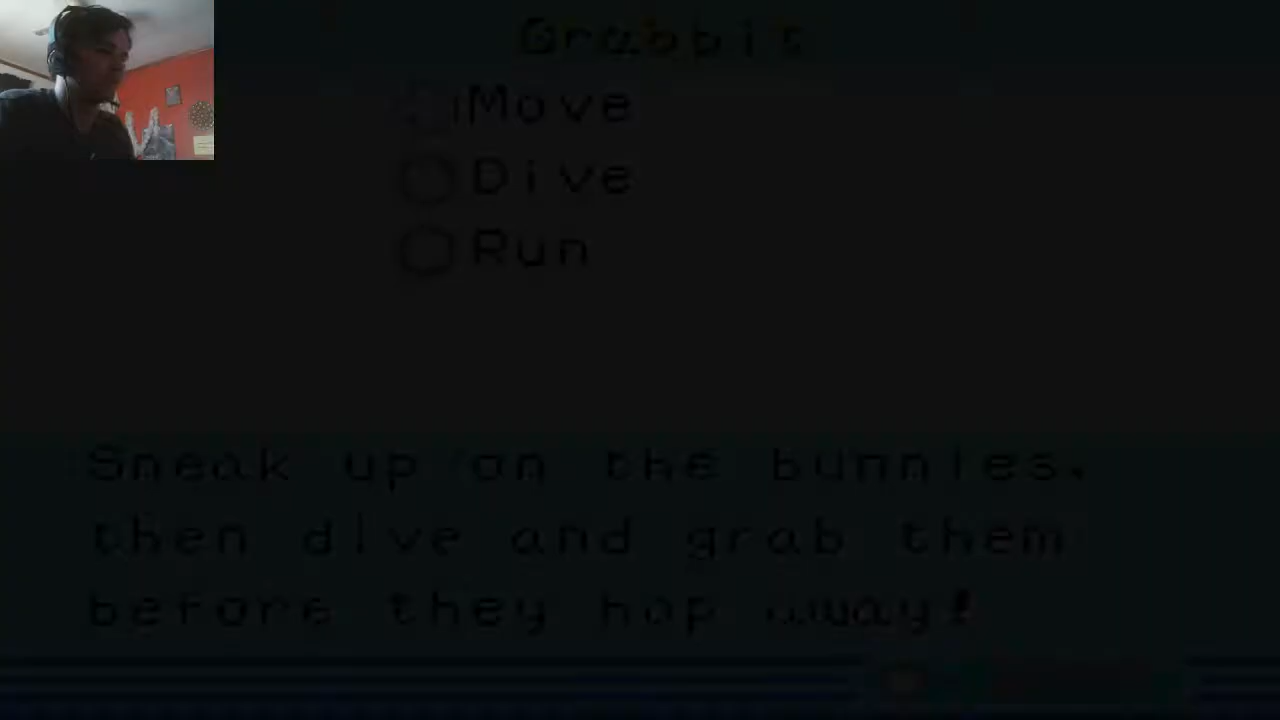 Grabbit
Move
Dive
Run
Sneak up on the bunnies,
then dive and grab them
before they hop away!